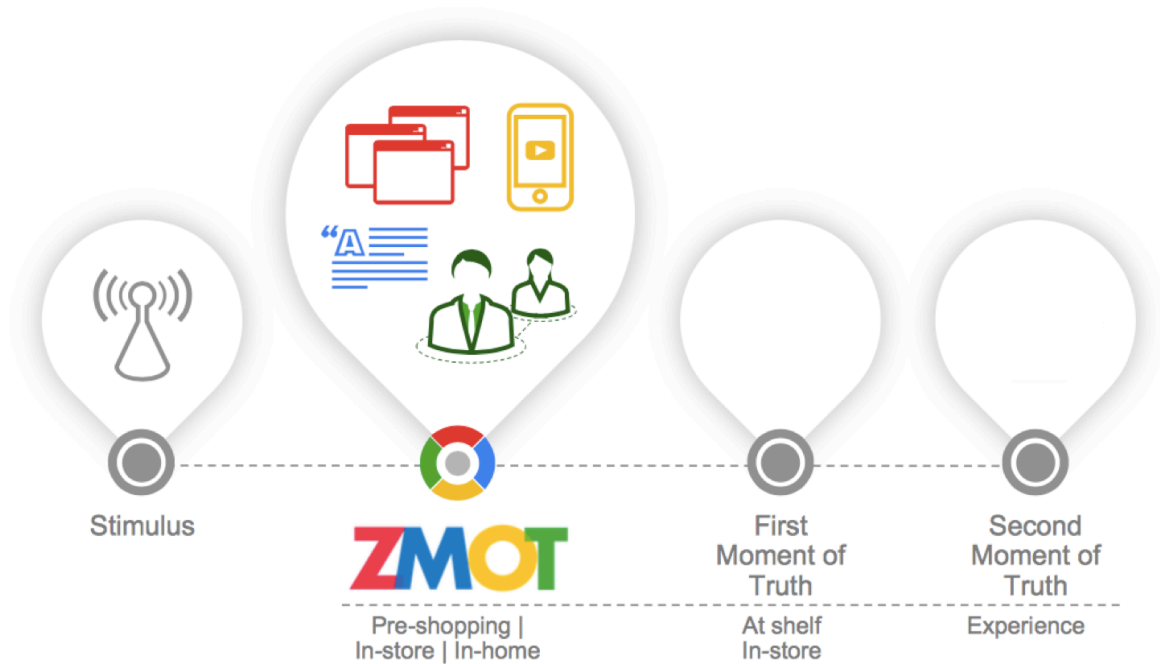 “A
Stimulus
ZMOT
First
Moment of
Truth
Second
Moment of
Truth
Pre-shopping |
In-store | In-home
At shelf
In-store
Experience